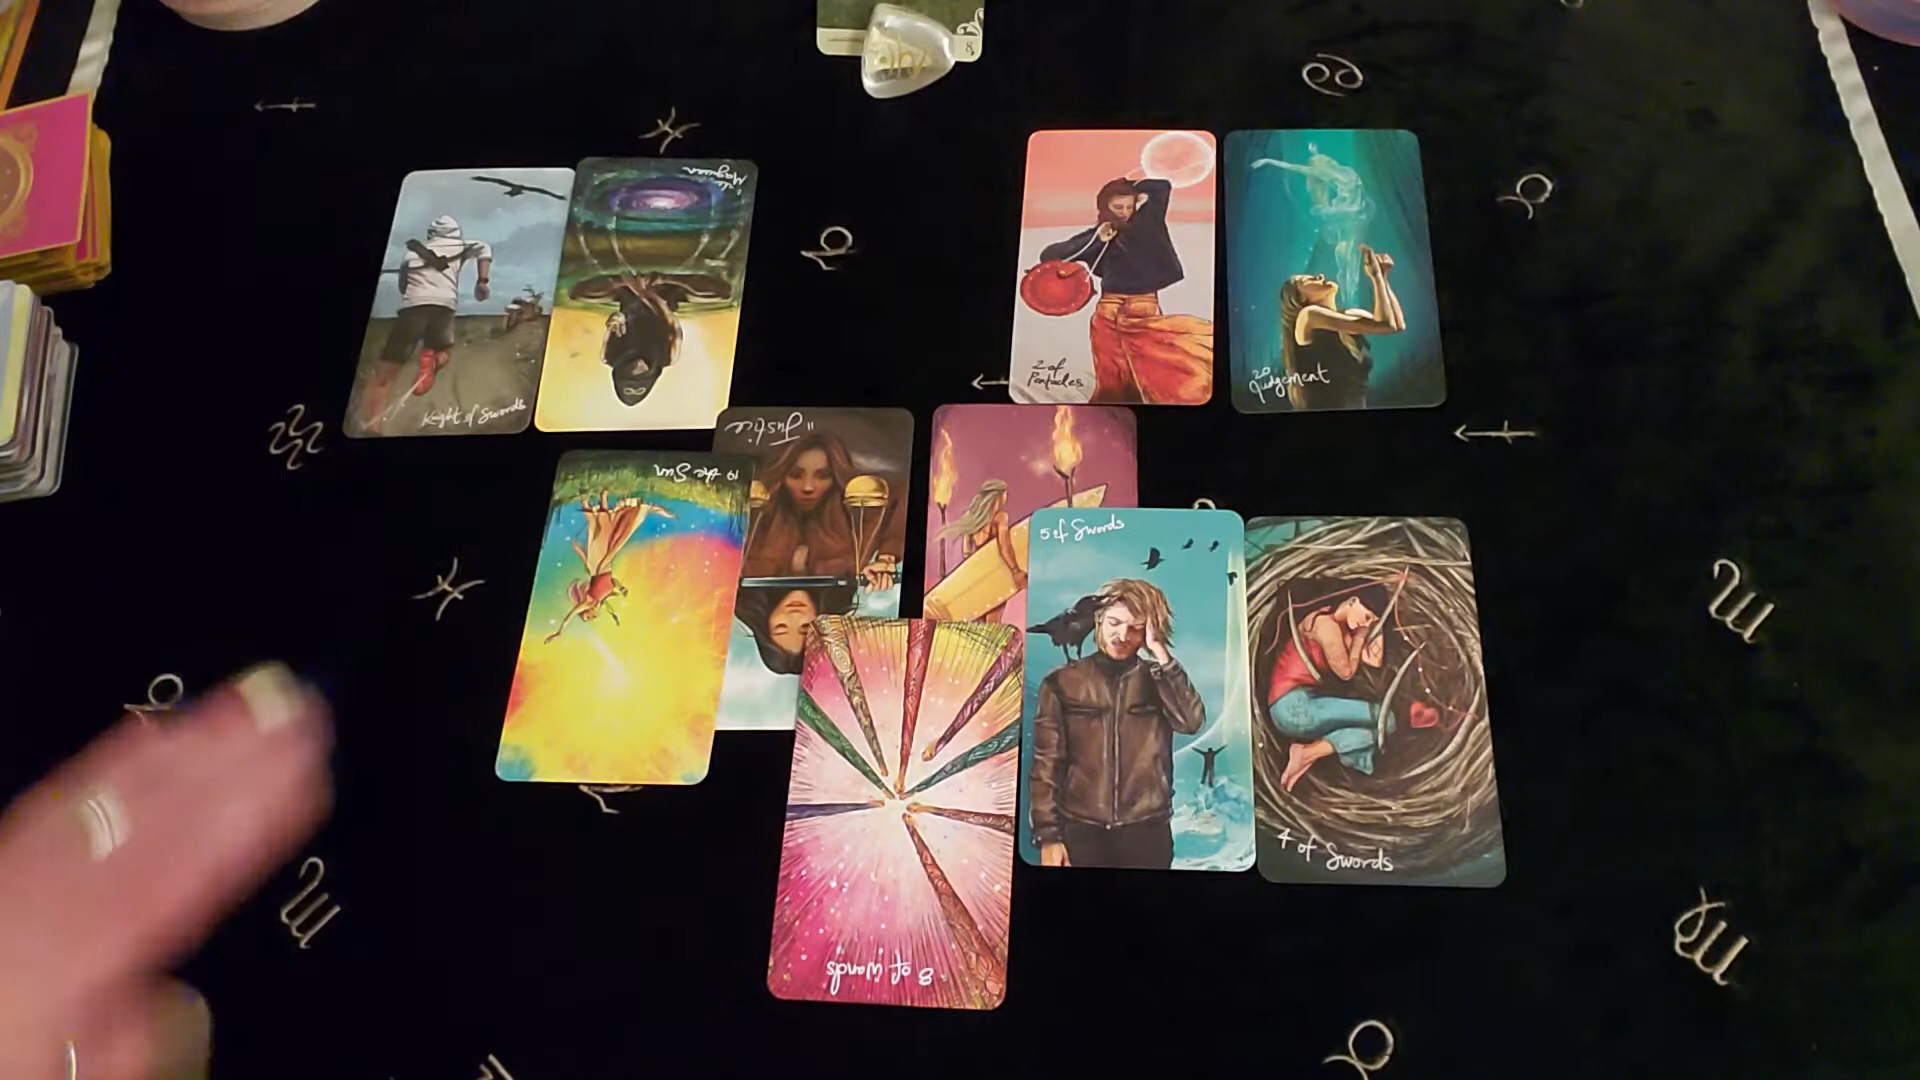 8
Knight of Swords
Magician
2 of
Pentacles
20
Judgement
11 Justice
19 the Sun
5 of Swords
4 of Swords
8 of Wands